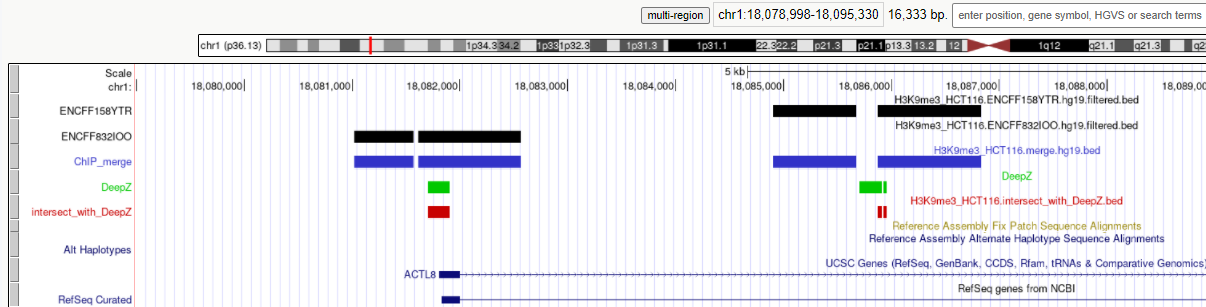 multi-region chr1:18,078,998-18,095,330 16,333 bp. enter position, gene symbol, HGVS or search terms
chr1 (p36.13) 1p34.3 34.2 1p33 1p32.3 1p31.3 1p31.1 22.3 22.2 p21.3 p21.1 p13.3 13.2 12 1q12 q21.1 q21.3 q2
Scale 5 kb
chr1: 18,080,000 18,081,000 18,082,000 18,083,000 18,084,000 18,085,000 18,086,000 18,087,000 18,088,000 18,089,0
H3K9me3_HCT116.ENCFF158YTR.hg19.filtered.bed
ENCFF158YTR
H3K9me3_HCT116.ENCFF832IOO.hg19.filtered.bed
ENCFF832IOO
H3K9me3_HCT116.merge.hg19.bed
ChIP_merge
DeepZ
DeepZ
H3K9me3_HCT116.intersect_with_DeepZ.bed
intersect_with_DeepZ
Reference Assembly Fix Patch Sequence Alignments
Reference Assembly Alternate Haplotype Sequence Alignments
Alt Haplotypes
UCSC Genes (RefSeq, GenBank, CCDS, Rfam, tRNAs & Comparative Genomics)
ACTL8
RefSeq genes from NCBI
RefSeq Curated